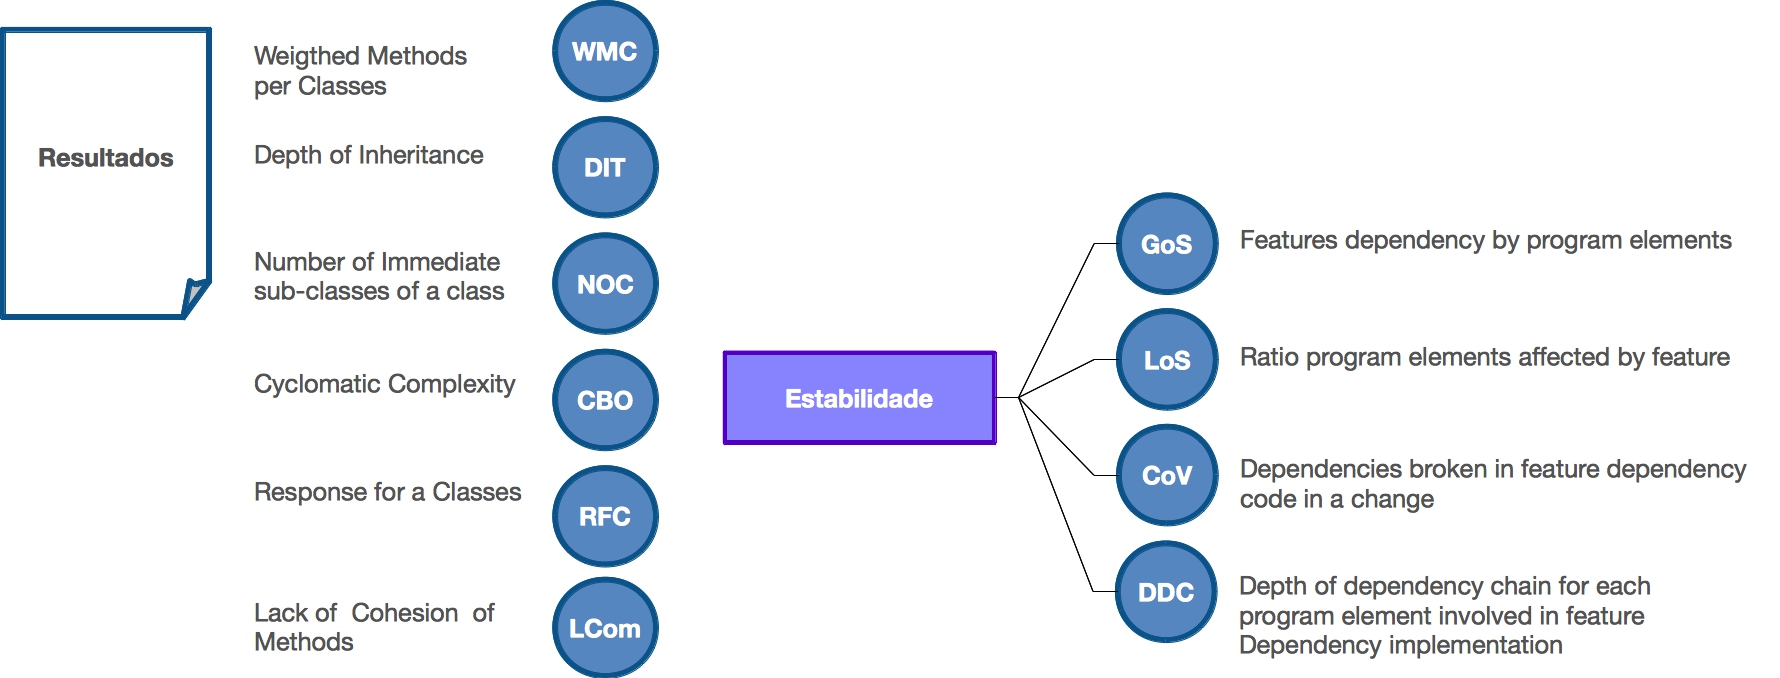 Resultados
Weigthed Methods
per Classes
WMC
Depth of Inheritance
DIT
Number of Immediate
sub-classes of a class
NOC
Cyclomatic Complexity
CBO
Response for a Classes
RFC
Lack of  Cohesion  of
Methods
LCom
Estabilidade
GoS
Features dependency by program elements
LoS
Ratio program elements affected by feature
CoV
Dependencies broken in feature dependency
code in a change
DDC
Depth of dependency chain for each
program element involved in feature
Dependency implementation